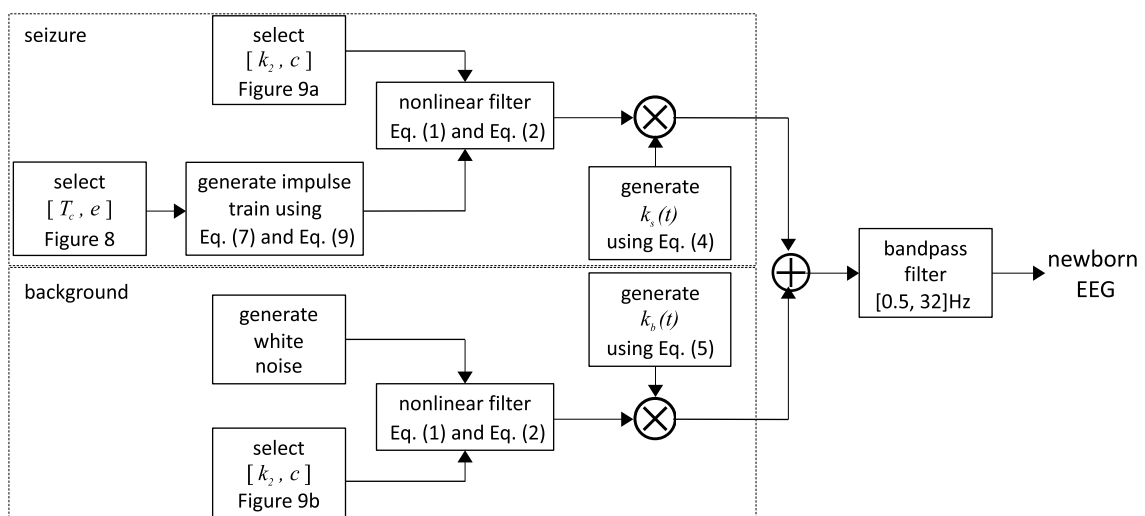 seizure
select
[ k₂ , c ]
Figure 9a
nonlinear filter
Eq. (1) and Eq. (2)
select
[ T꜀ , e ]
Figure 8
generate impulse
train using
Eq. (7) and Eq. (9)
generate
kₛ(t)
using Eq. (4)
background
generate
white
noise
select
[ k₂ , c ]
Figure 9b
nonlinear filter
Eq. (1) and Eq. (2)
generate
k_b(t)
using Eq. (5)
bandpass
filter
[0.5, 32]Hz
newborn
EEG